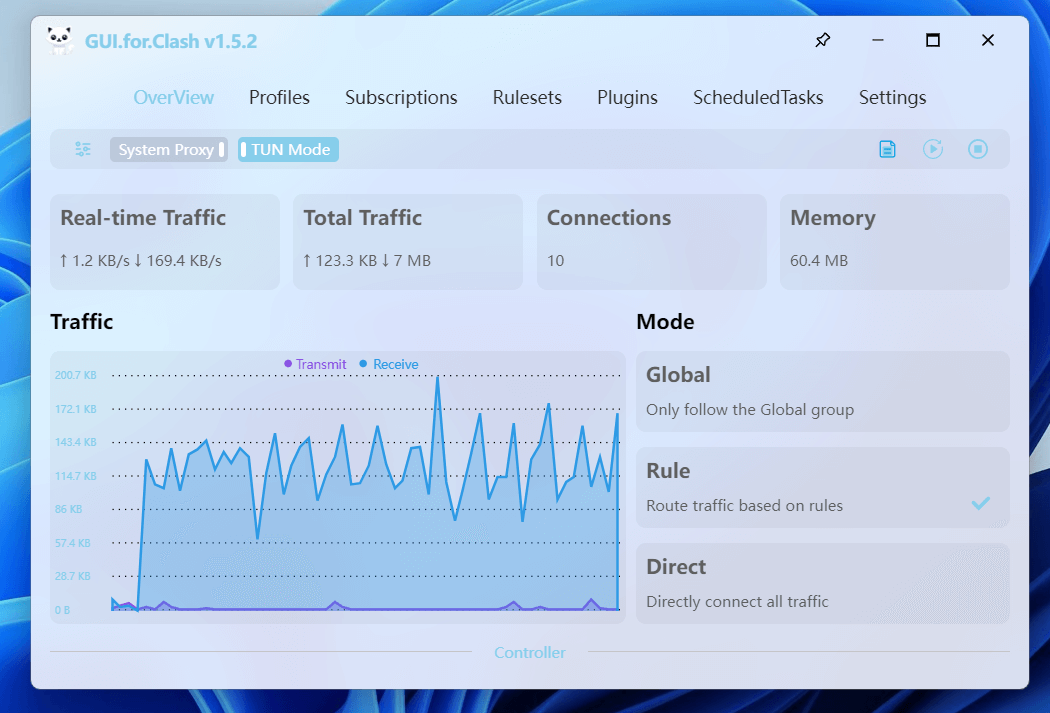 GUI.for.Clash v1.5.2
OverView Profiles Subscriptions Rulesets Plugins ScheduledTasks Settings
System Proxy TUN Mode
Real-time Traffic
↑ 1.2 KB/s ↓ 169.4 KB/s
Total Traffic
↑ 123.3 KB ↓ 7 MB
Connections
10
Memory
60.4 MB
Traffic
Transmit Receive
200.7 KB
172.1 KB
143.4 KB
114.7 KB
86 KB
57.4 KB
28.7 KB
0 B
Mode
Global
Only follow the Global group
Rule
Route traffic based on rules
Direct
Directly connect all traffic
Controller